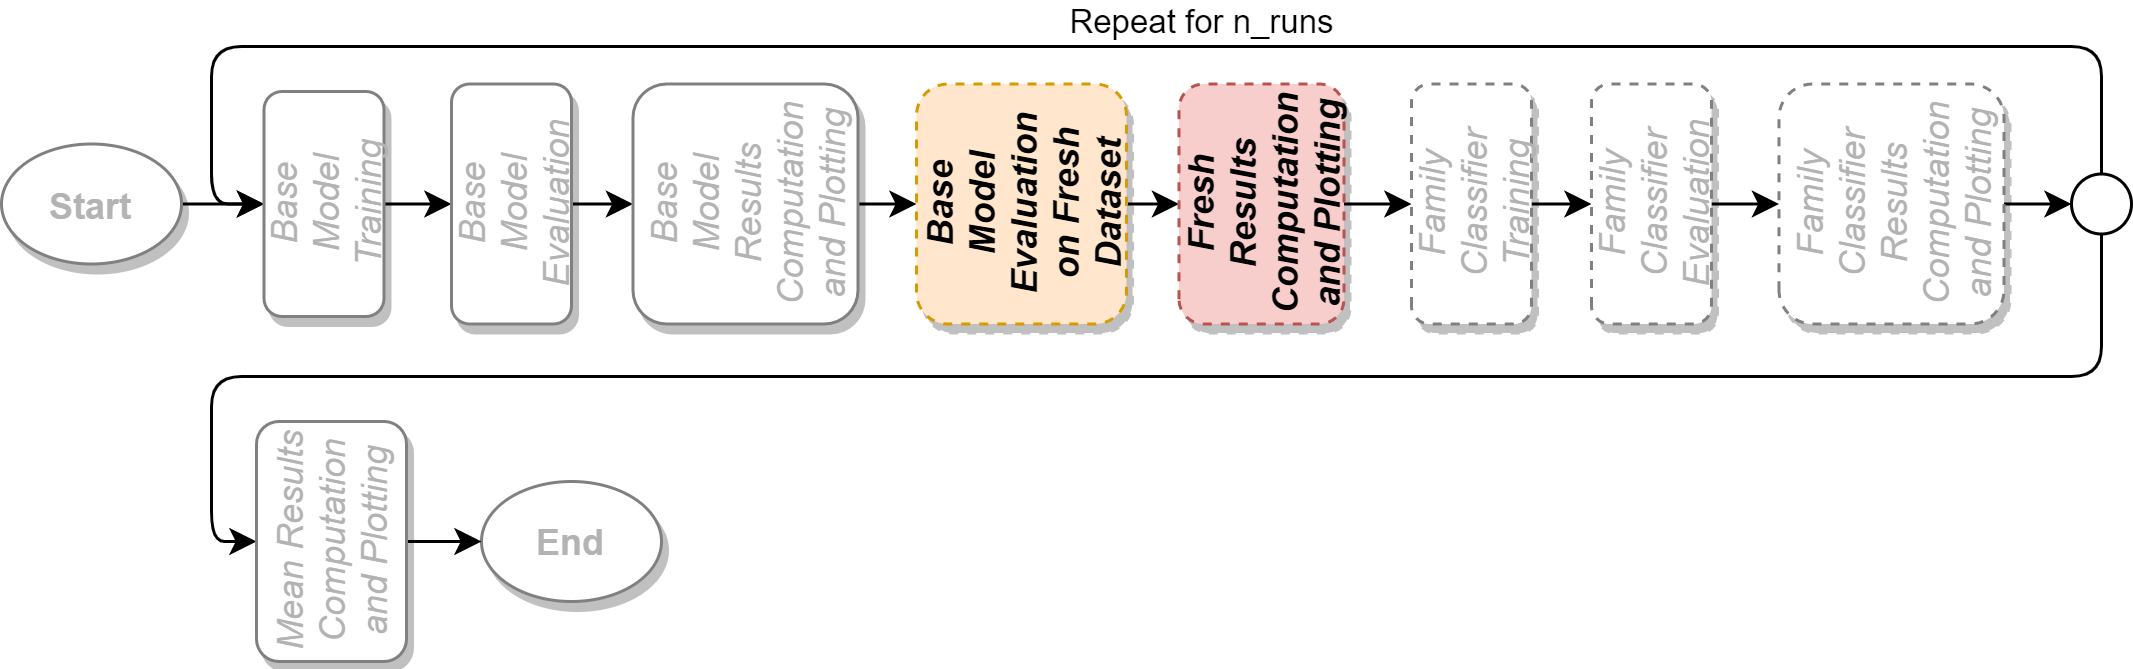 Repeat for n_runs
Start
Base
Model
Training
Base
Model
Evaluation
Base
Model
Results
Computation
and Plotting
Base
Model
Evaluation
on Fresh
Dataset
Fresh
Results
Computation
and Plotting
Family
Classifier
Training
Family
Classifier
Evaluation
Family
Classifier
Results
Computation
and Plotting
Mean Results
Computation
and Plotting
End